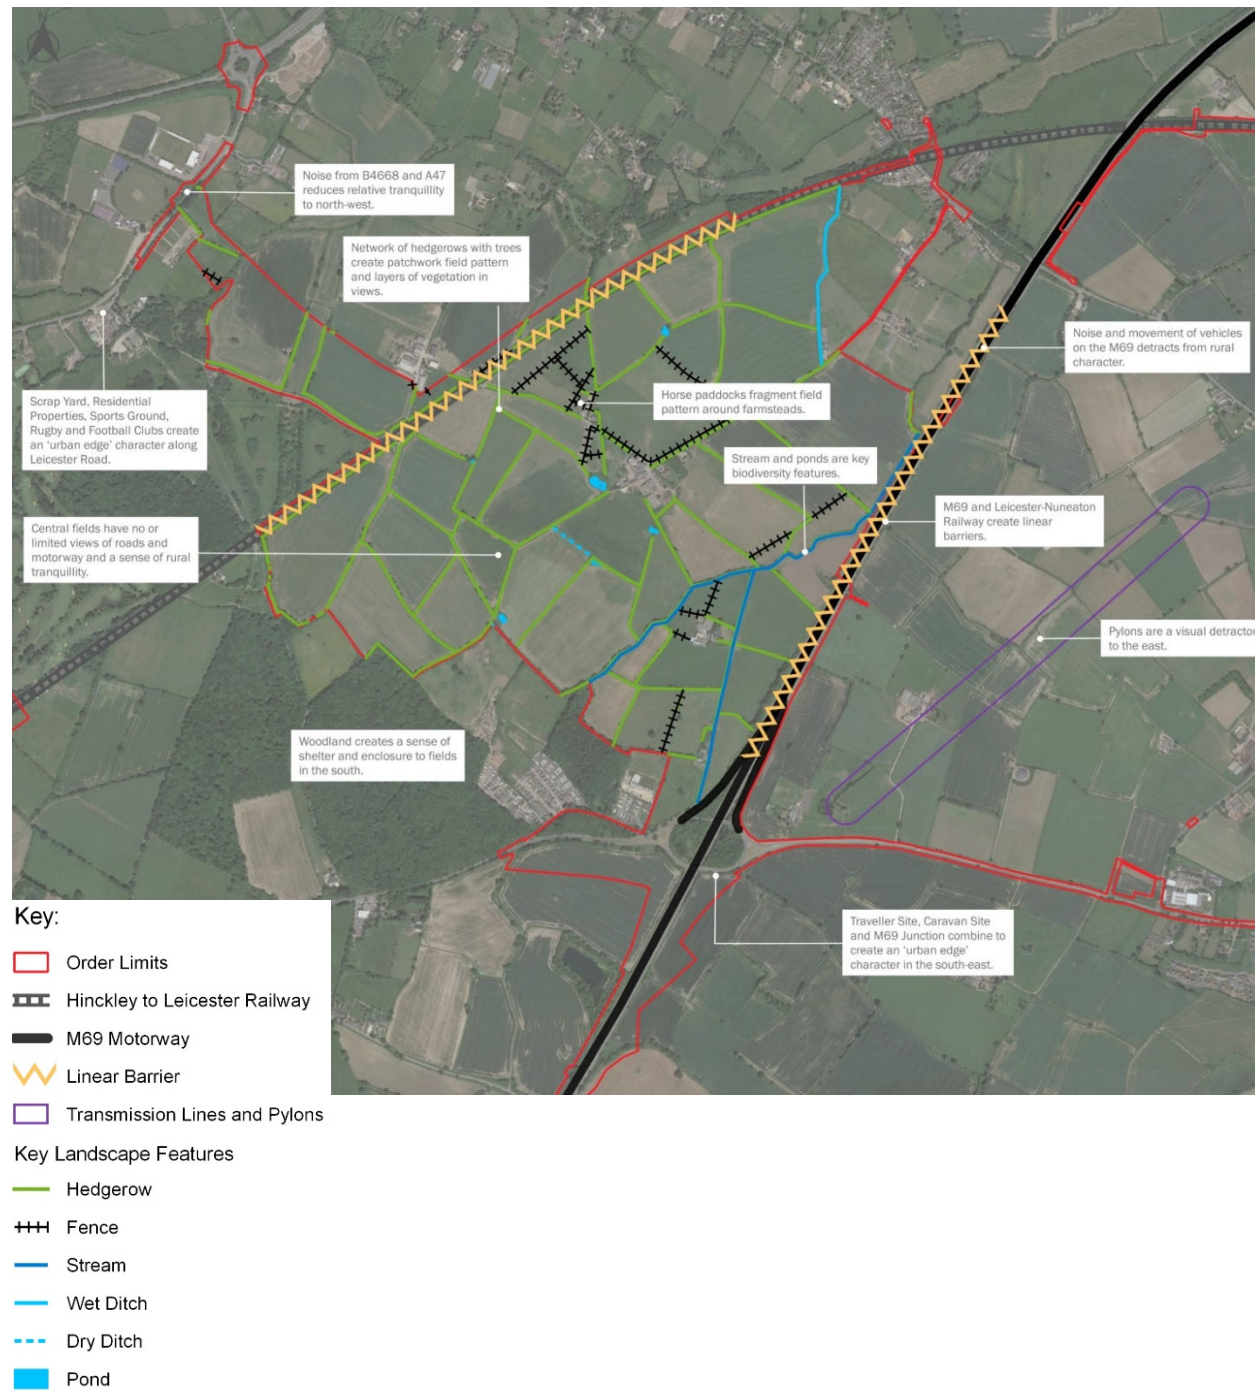 Noise from B4668 and A47
reduces relative tranquillity
to north-west.
Network of hedgerows with trees
create patchwork field pattern
and layers of vegetation in
views.
Noise and movement of vehicles
on the M69 detracts from rural
character.
Scrap Yard, Residential
Properties, Sports Ground,
Rugby and Football Clubs create
an ‘urban edge’ character along
Leicester Road.
Horse paddocks fragment field
pattern around farmsteads.
Stream and ponds are key
biodiversity features.
M69 and Leicester-Nuneaton
Railway create linear
barriers.
Central fields have no or
limited views of roads and
motorway and a sense of rural
tranquillity.
Pylons are a visual detractor
to the east.
Woodland creates a sense of
shelter and enclosure to fields
in the south.
Traveller Site, Caravan Site
and M69 Junction combine to
create an ‘urban edge’
character in the south-east.
Key:
Order Limits
Hinckley to Leicester Railway
M69 Motorway
Linear Barrier
Transmission Lines and Pylons
Key Landscape Features
Hedgerow
Fence
Stream
Wet Ditch
Dry Ditch
Pond